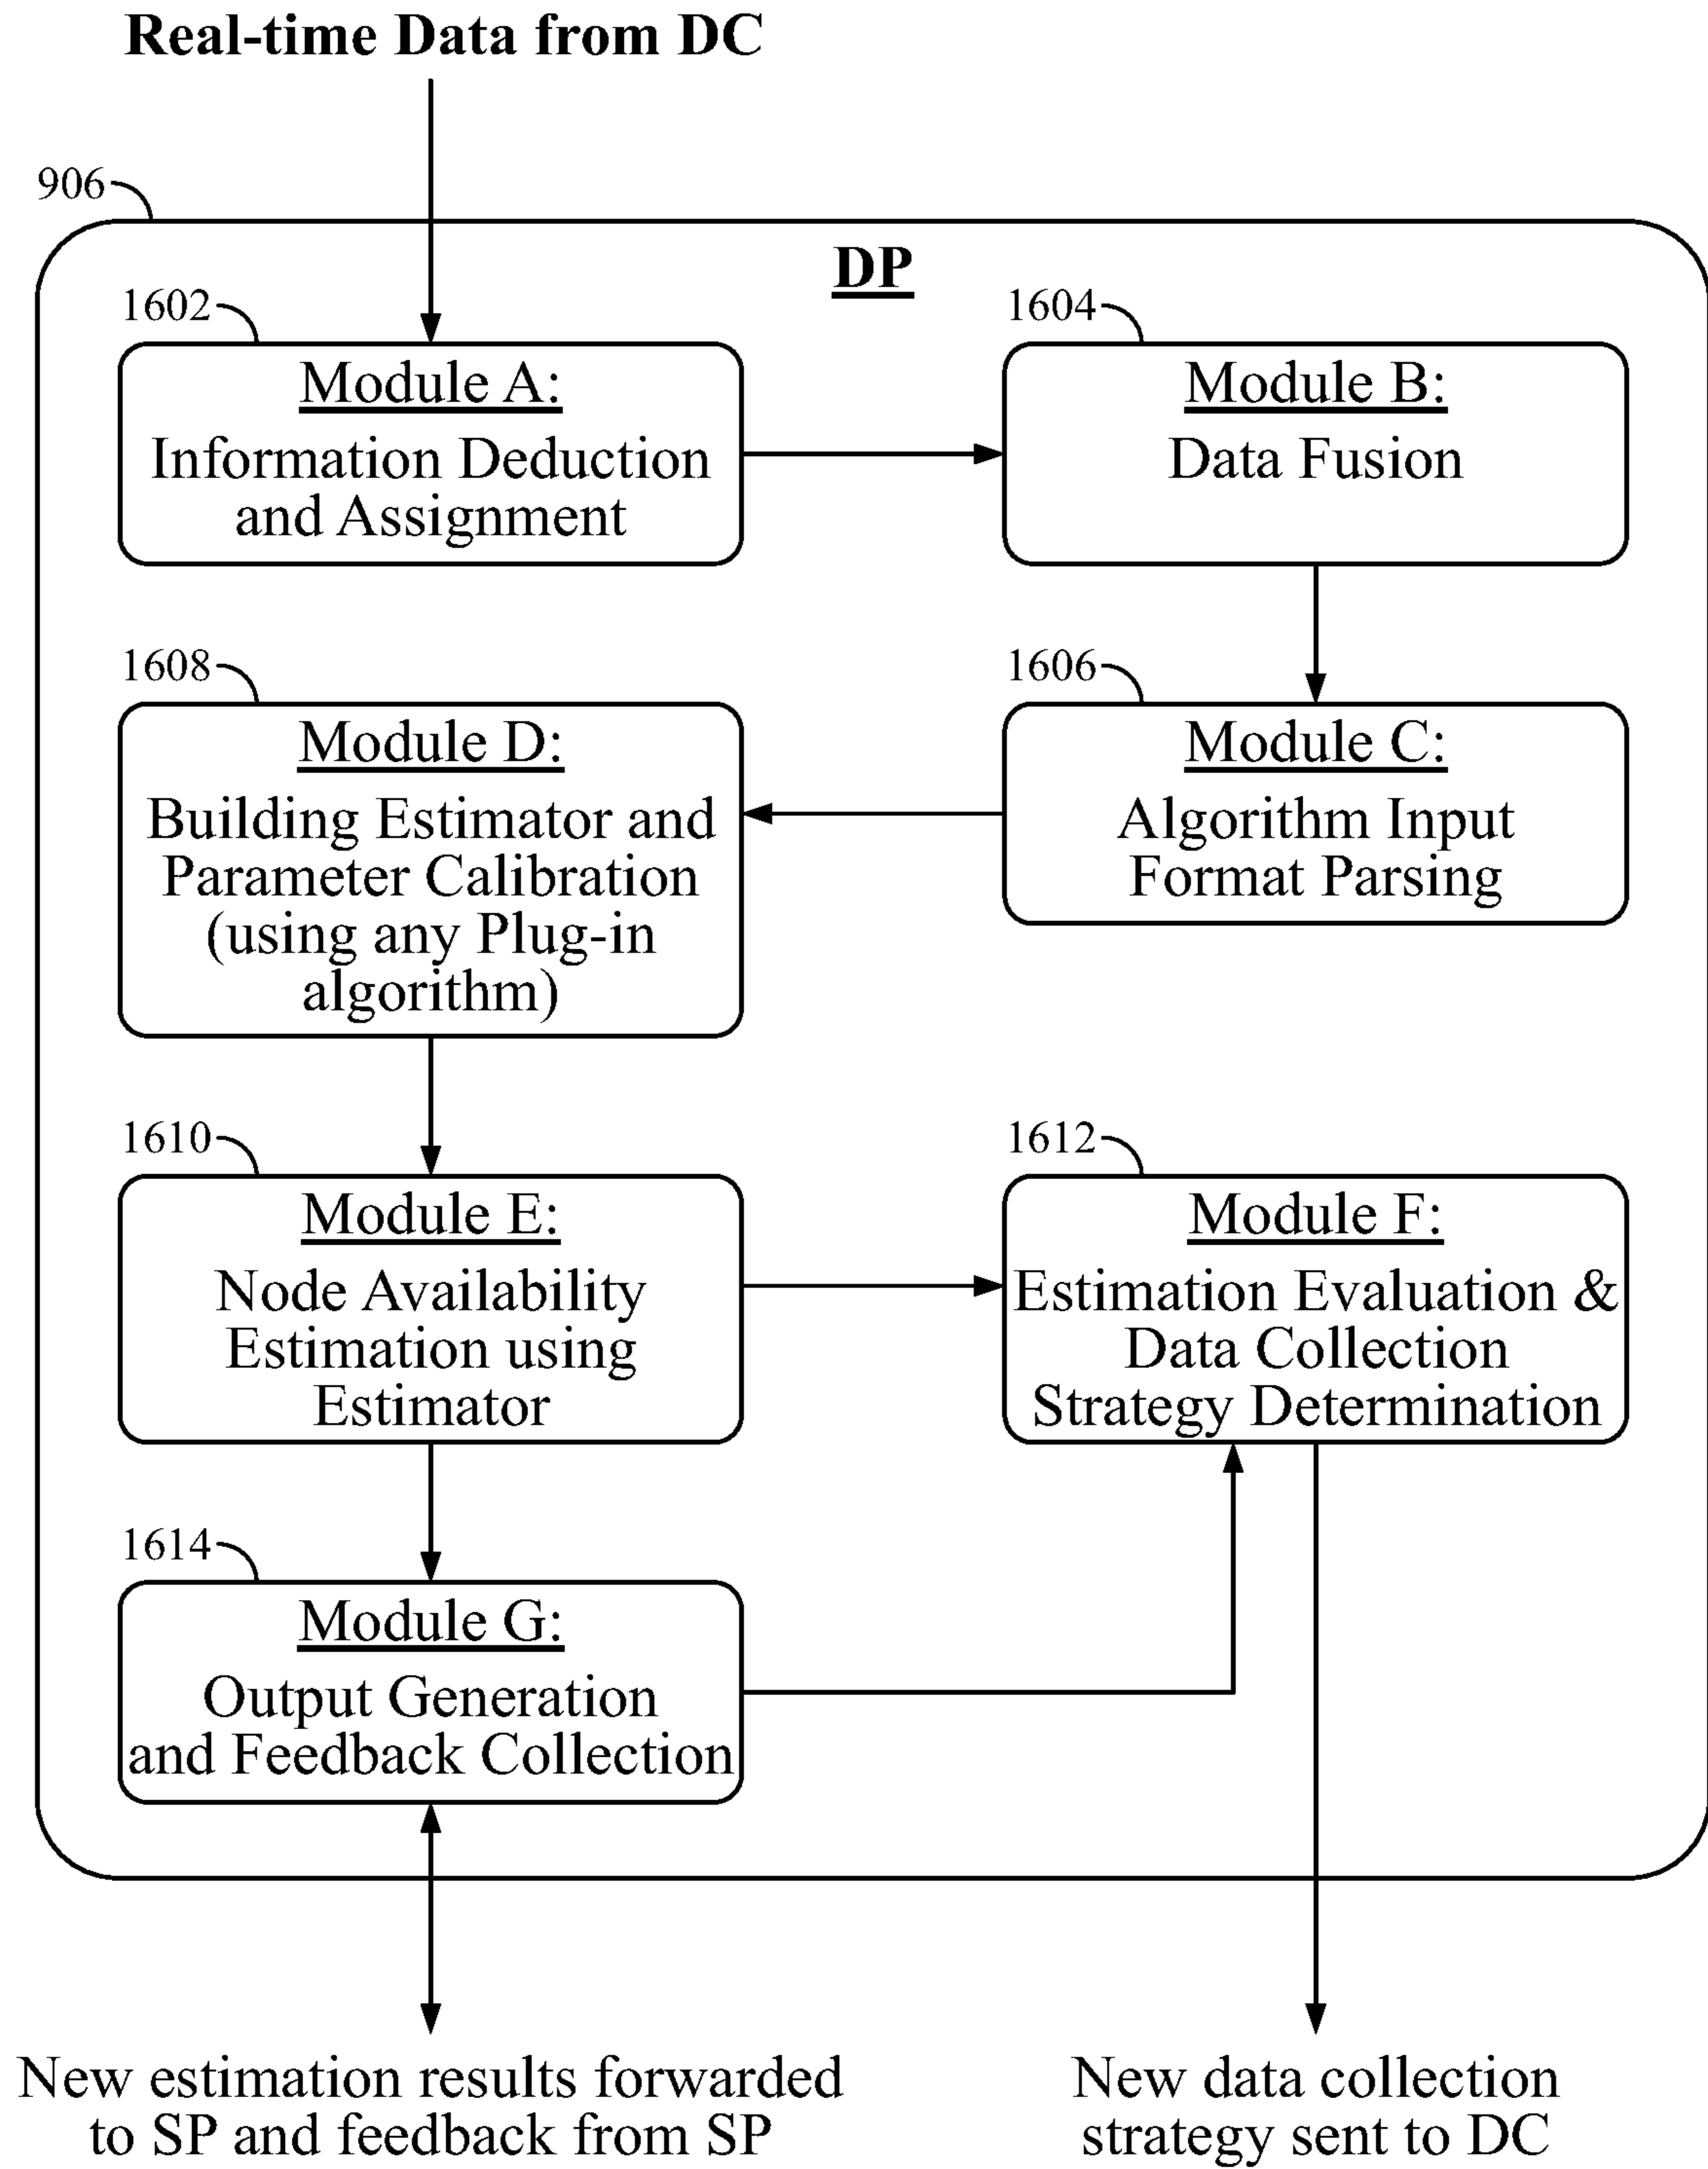 Real-time Data from DC
906
DP
1602
Module A:
Information Deduction
and Assignment
1604
Module B:
Data Fusion
1608
Module D:
Building Estimator and
Parameter Calibration
(using any Plug-in
algorithm)
1606
Module C:
Algorithm Input
Format Parsing
1610
Module E:
Node Availability
Estimation using
Estimator
1612
Module F:
Estimation Evaluation &
Data Collection
Strategy Determination
1614
Module G:
Output Generation
and Feedback Collection
New estimation results forwarded
to SP and feedback from SP
New data collection
strategy sent to DC